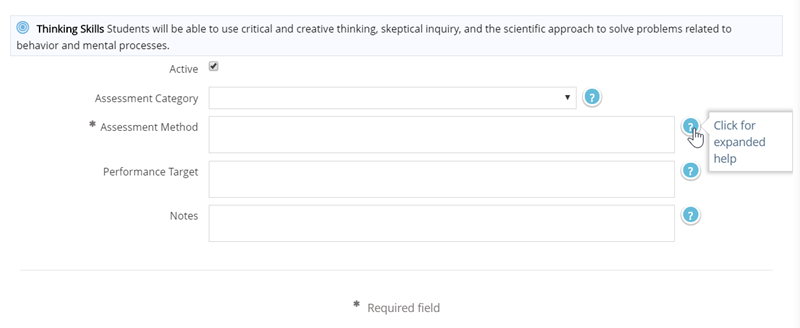 Thinking Skills Students will be able to use critical and creative thinking, skeptical inquiry, and the scientific approach to solve problems related to
behavior and mental processes.
Active
Assessment Category ?
* Assessment Method ?
Click for
expanded
help
Performance Target ?
Notes ?
* Required field